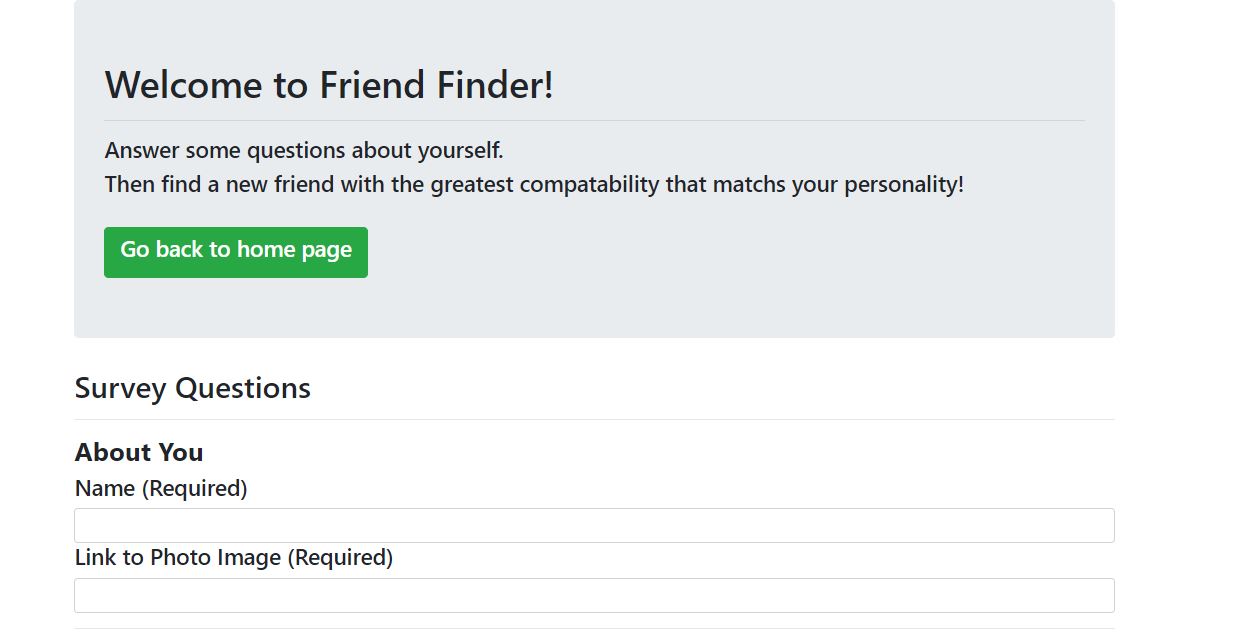 Welcome to Friend Finder!
Answer some questions about yourself.
Then find a new friend with the greatest compatability that matchs your personality!
Go back to home page
Survey Questions
About You
Name (Required)
Link to Photo Image (Required)